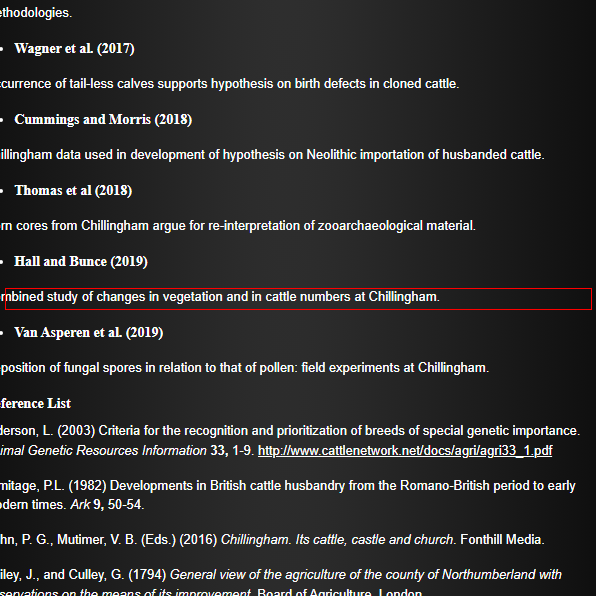 ethodologies.
Wagner et al. (2017)
ccurrence of tail-less calves supports hypothesis on birth defects in cloned cattle.
Cummings and Morris (2018)
illingham data used in development of hypothesis on Neolithic importation of husbanded cattle.
Thomas et al (2018)
rn cores from Chillingham argue for re-interpretation of zooarchaeological material.
Hall and Bunce (2019)
ombined study of changes in vegetation and in cattle numbers at Chillingham.
Van Asperen et al. (2019)
position of fungal spores in relation to that of pollen: field experiments at Chillingham.
eference List
derson, L. (2003) Criteria for the recognition and prioritization of breeds of special genetic importance.
imal Genetic Resources Information 33, 1-9. http://www.cattlenetwork.net/docs/agri/agri33_1.pdf
mitage, P.L. (1982) Developments in British cattle husbandry from the Romano-British period to early
odern times. Ark 9, 50-54.
hn, P. G., Mutimer, V. B. (Eds.) (2016) Chillingham. Its cattle, castle and church. Fonthill Media.
iley, J., and Culley, G. (1794) General view of the agriculture of the county of Northumberland with
servations on the means of its improvement. Board of Agriculture, London